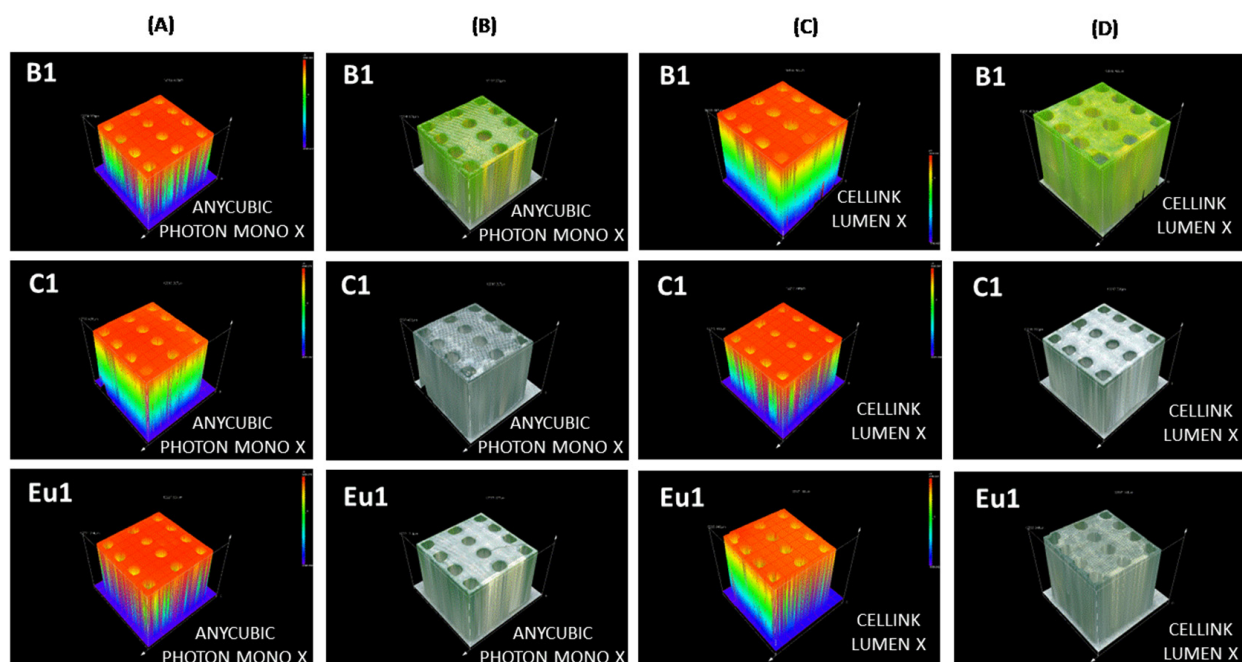 (A) (B) (C) (D)
B1 B1 B1 B1
ANYCUBIC
PHOTON MONO X
ANYCUBIC
PHOTON MONO X
CELLINK
LUMEN X
CELLINK
LUMEN X
C1 C1 C1 C1
ANYCUBIC
PHOTON MONO X
ANYCUBIC
PHOTON MONO X
CELLINK
LUMEN X
CELLINK
LUMEN X
Eu1 Eu1 Eu1 Eu1
ANYCUBIC
PHOTON MONO X
ANYCUBIC
PHOTON MONO X
CELLINK
LUMEN X
CELLINK
LUMEN X